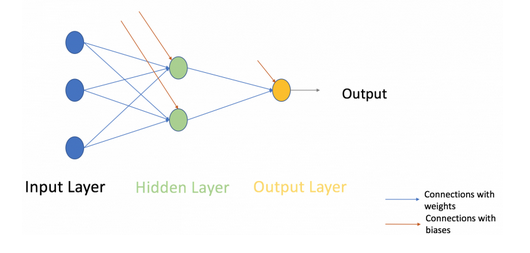 Output
Input Layer
Hidden Layer
Output Layer
Connections with
weights
Connections with
biases